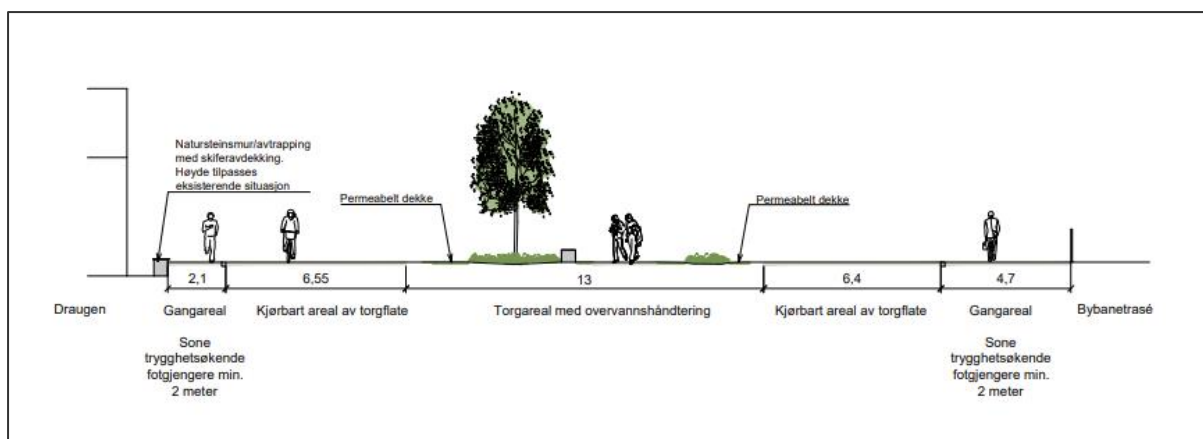 Natursteinsmur/avtrapping
med skiferavdekking.
Høyde tilpasses
eksisterende situasjon
Permeabelt dekke
Permeabelt dekke
2,1
6,55
13
6,4
4,7
Draugen
Gangareal
Kjørbart areal av torgflate
Torgareal med overvannshåndtering
Kjørbart areal av torgflate
Gangareal
Bybanetrasé
Sone
trygghetsøkende
fotgjengere min.
2 meter
Sone
trygghetsøkende
fotgjengere min.
2 meter